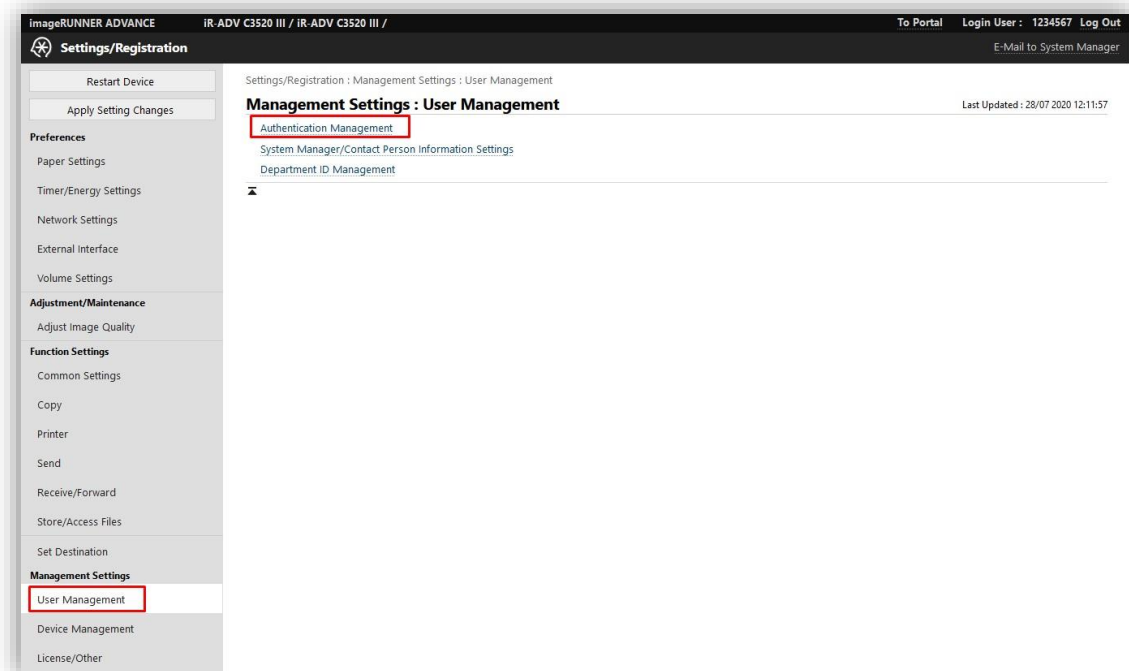 imageRUNNER ADVANCE iR-ADV C3520 III / iR-ADV C3520 III / To Portal Login User : 1234567 Log Out
Settings/Registration E-Mail to System Manager
Restart Device
Apply Setting Changes
Preferences
Paper Settings
Timer/Energy Settings
Network Settings
External Interface
Volume Settings
Adjustment/Maintenance
Adjust Image Quality
Function Settings
Common Settings
Copy
Printer
Send
Receive/Forward
Store/Access Files
Set Destination
Management Settings
User Management
Device Management
License/Other
Settings/Registration : Management Settings : User Management
Management Settings : User Management Last Updated : 28/07 2020 12:11:57
Authentication Management
System Manager/Contact Person Information Settings
Department ID Management